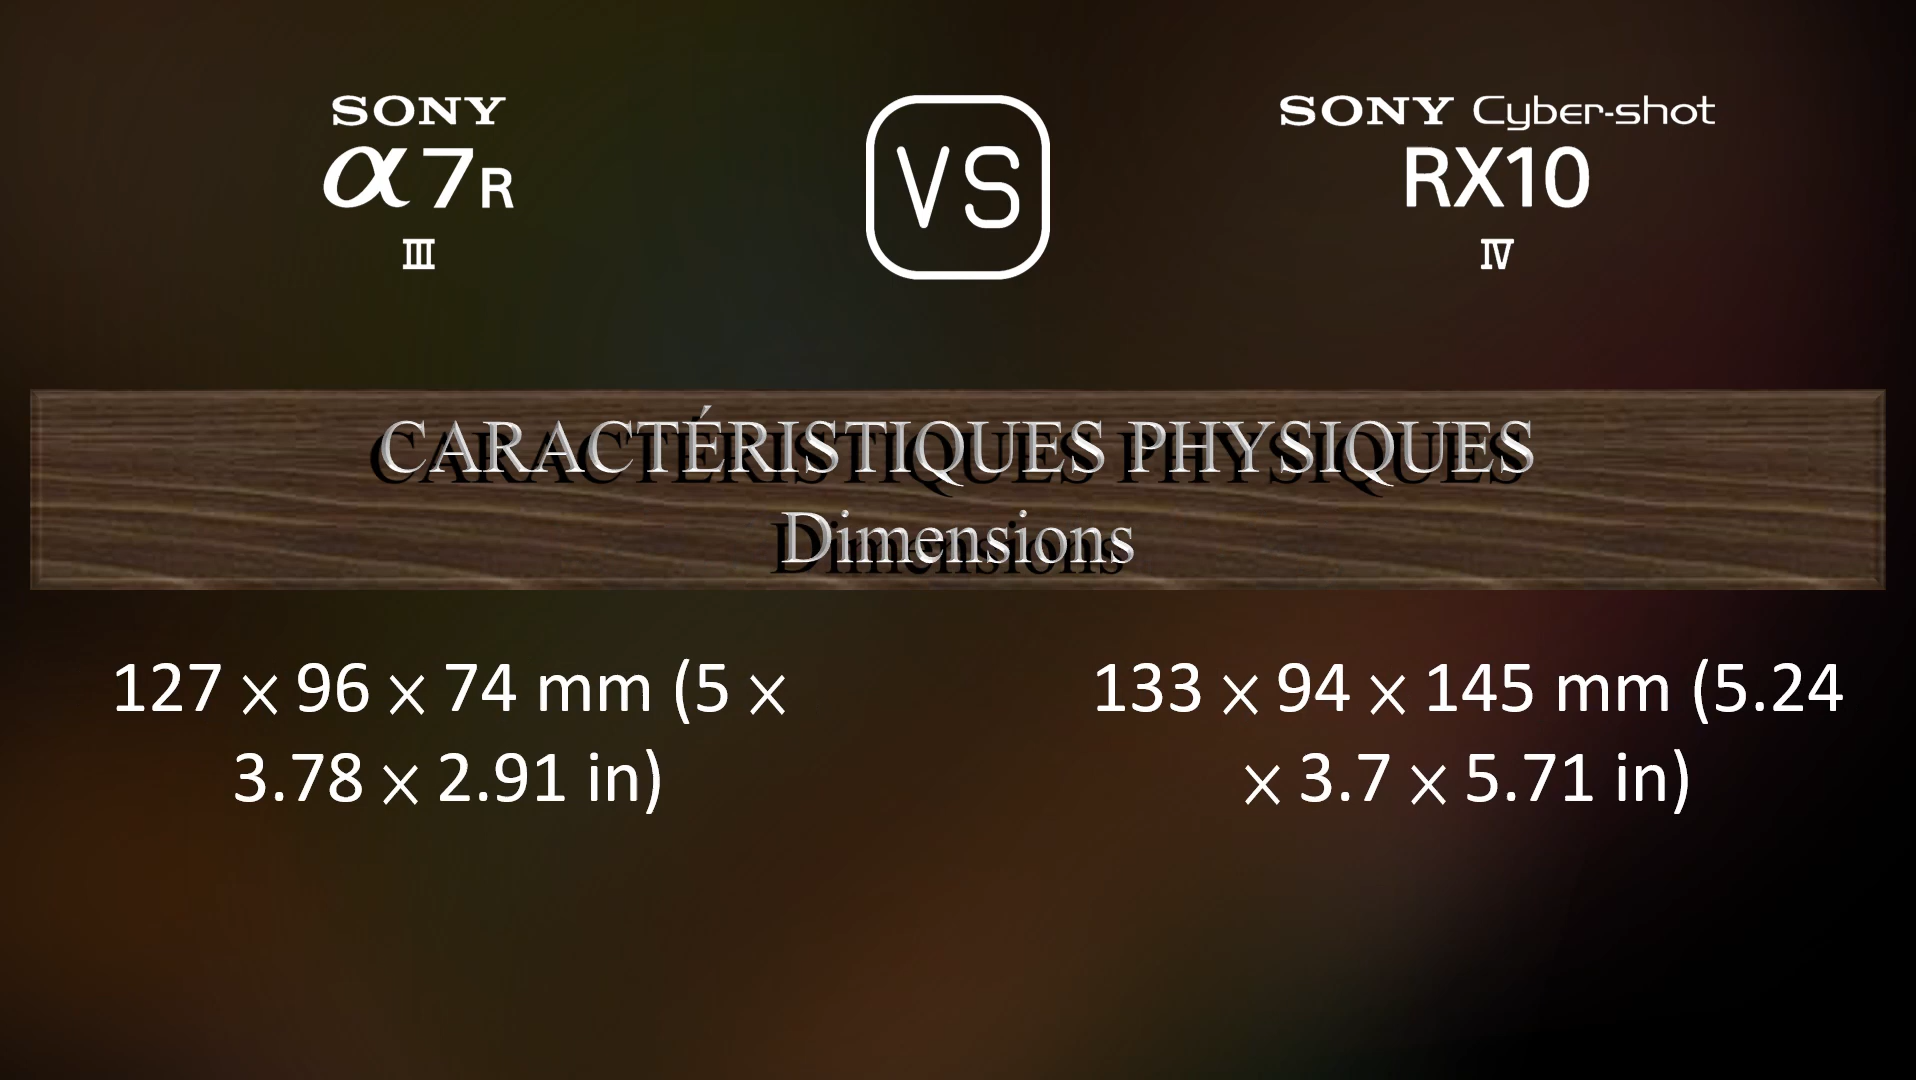 SONY
α7R
III
VS
SONY Cyber-shot
RX10
IV
CARACTÉRISTIQUES PHYSIQUES
Dimensions
127 x 96 x 74 mm (5 x
3.78 x 2.91 in)
133 x 94 x 145 mm (5.24
x 3.7 x 5.71 in)